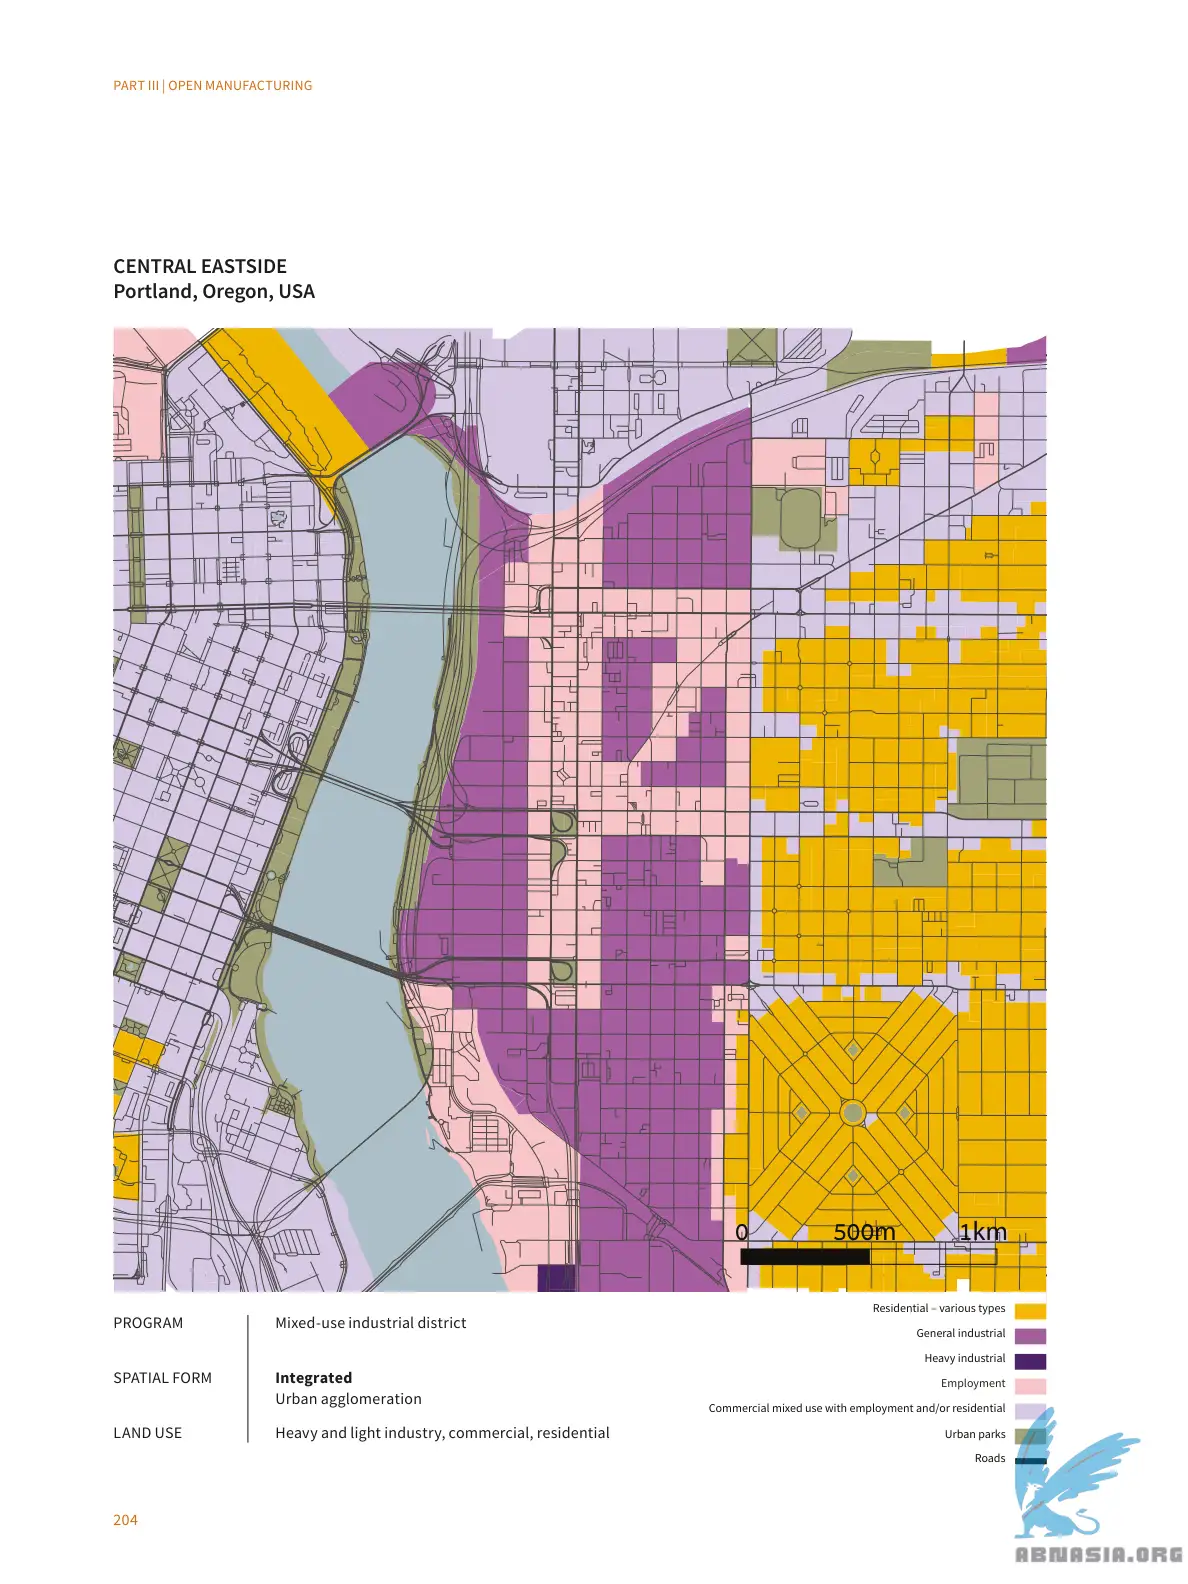 PART III | OPEN MANUFACTURING
CENTRAL EASTSIDE
Portland, Oregon, USA
0 500m 1km
Residential – various types
General industrial
Heavy industrial
Employment
Commercial mixed use with employment and/or residential
Urban parks
Roads
PROGRAM Mixed-use industrial district
SPATIAL FORM Integrated
Urban agglomeration
LAND USE Heavy and light industry, commercial, residential
204
ABNASIA.ORG